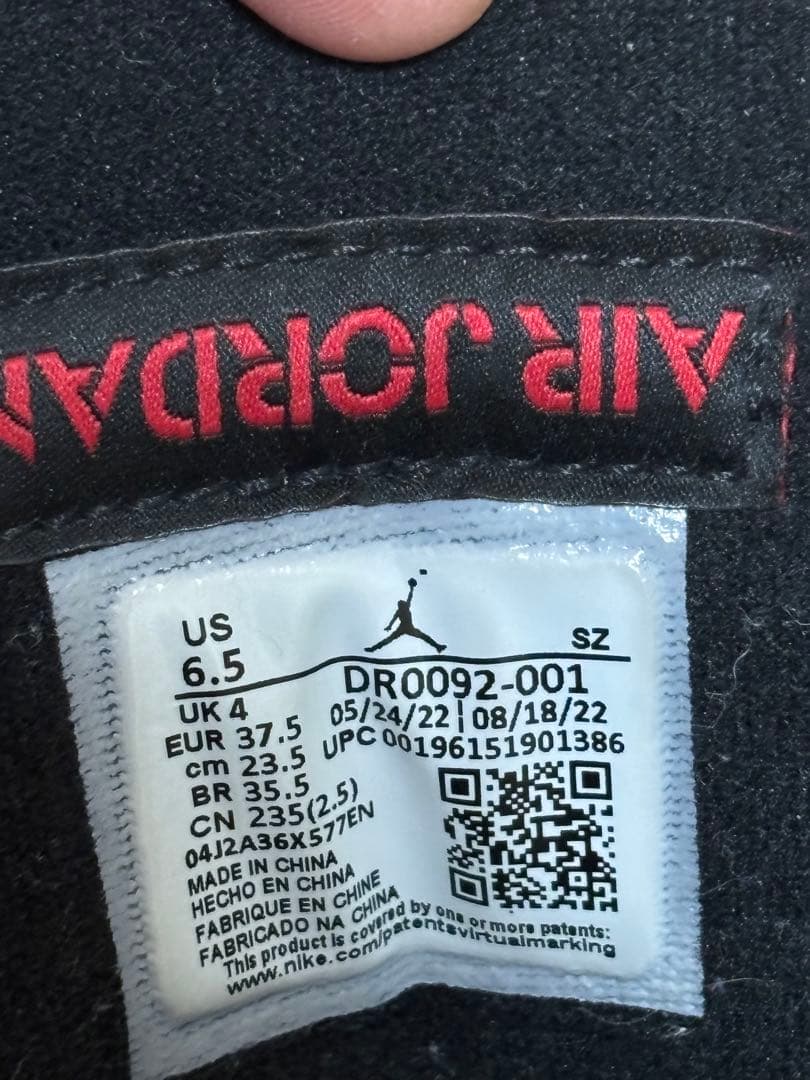 AIR JORDAN
US
6.5
SZ
DR0092-001
05/24/22 | 08/18/22
UPC 00196151901386
UK 4
EUR 37.5
cm 23.5
BR 35.5
CN 235(2.5)
04J2A36X577EN
MADE IN CHINA
HECHO EN CHINA
FABRIQUE EN CHINE
FABRICADO NA CHINA
This product is covered by one or more patents:
www.nike.com/patentsvirtualmarking